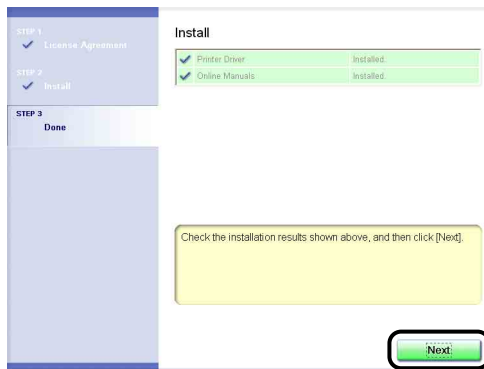 STEP 1
License Agreement
STEP 2
Install
STEP 3
Done
Install
Printer Driver Installed.
Online Manuals Installed.
Check the installation results shown above, and then click [Next].
Next